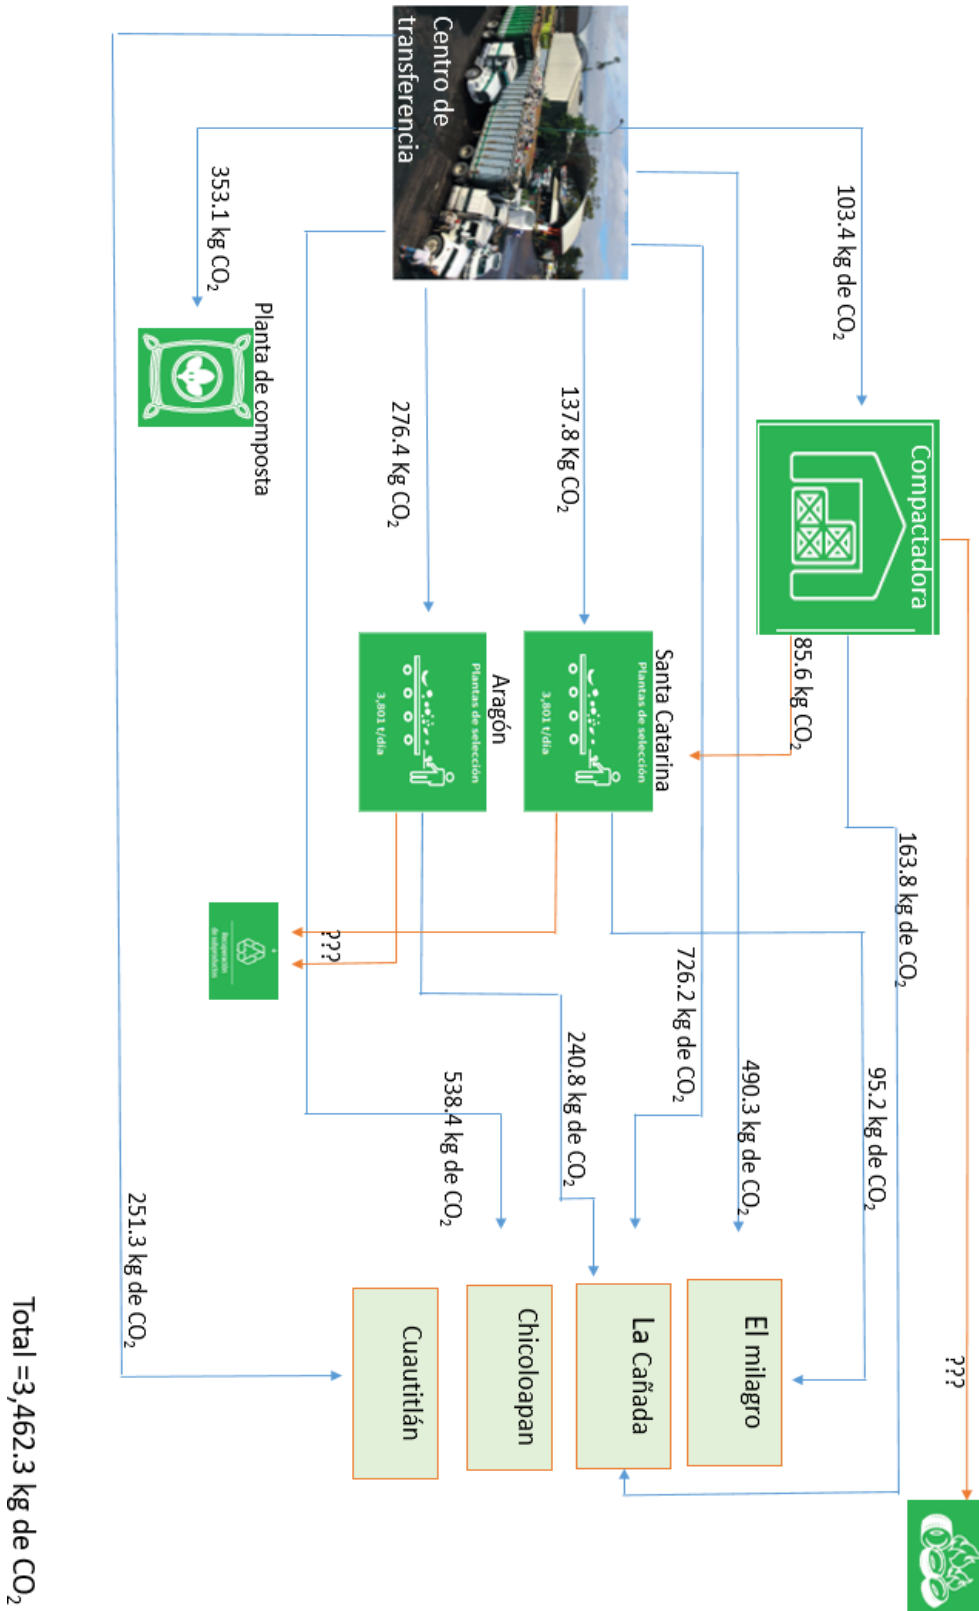 Centro de
transferencia
103.4 kg de CO₂
353.1 kg CO₂
Planta de composta
137.8 Kg CO₂
276.4 Kg CO₂
Compactadora
85.6 kg CO₂
163.8 kg de CO₂
Santa Catarina
Plantas de selección
3,801 t/día
Aragón
Plantas de selección
3,801 t/día
???
Recuperación
de subproductos
726.2 kg de CO₂
490.3 kg de CO₂
95.2 kg de CO₂
240.8 kg de CO₂
538.4 kg de CO₂
251.3 kg de CO₂
???
El milagro
La Cañada
Chicoloapan
Cuautitlán
Total =3,462.3 kg de CO₂